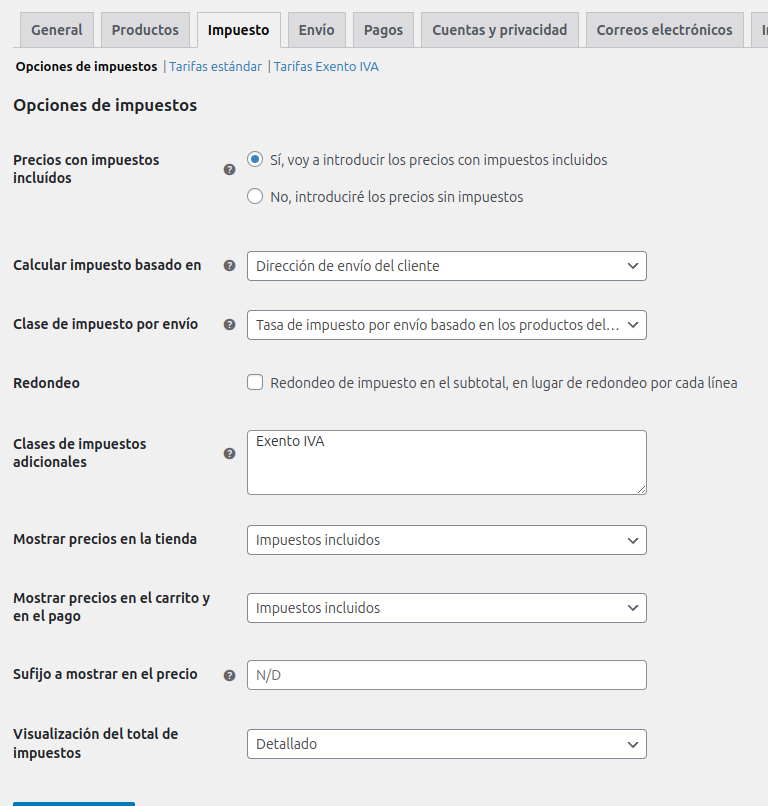 General Productos Impuesto Envío Pagos Cuentas y privacidad Correos electrónicos
Opciones de impuestos | Tarifas estándar | Tarifas Exento IVA
Opciones de impuestos
Precios con impuestos
incluídos
Sí, voy a introducir los precios con impuestos incluidos
No, introduciré los precios sin impuestos
Calcular impuesto basado en
Dirección de envío del cliente
Clase de impuesto por envío
Tasa de impuesto por envío basado en los productos del...
Redondeo
Redondeo de impuesto en el subtotal, en lugar de redondeo por cada línea
Clases de impuestos
adicionales
Exento IVA
Mostrar precios en la tienda
Impuestos incluidos
Mostrar precios en el carrito y
en el pago
Impuestos incluidos
Sufijo a mostrar en el precio
N/D
Visualización del total de
impuestos
Detallado